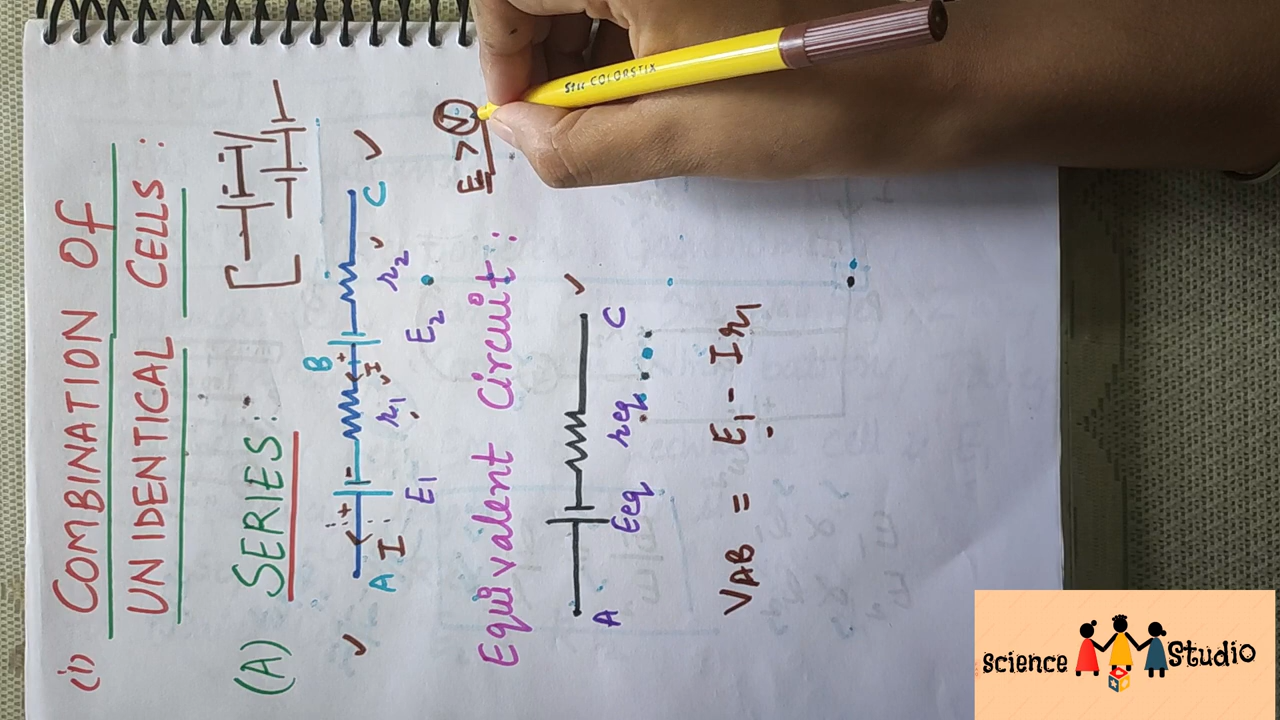 (i) COMBINATION Of
UNIDENTICAL CELLS:
(A) SERIES:
A I + - B + - C
I
E1 r1 E2 r2
E > V
Equivalent Circuit:
A Eeq req C
VAB = E1 - Ir1
Stic COLORSTIX
Science Studio